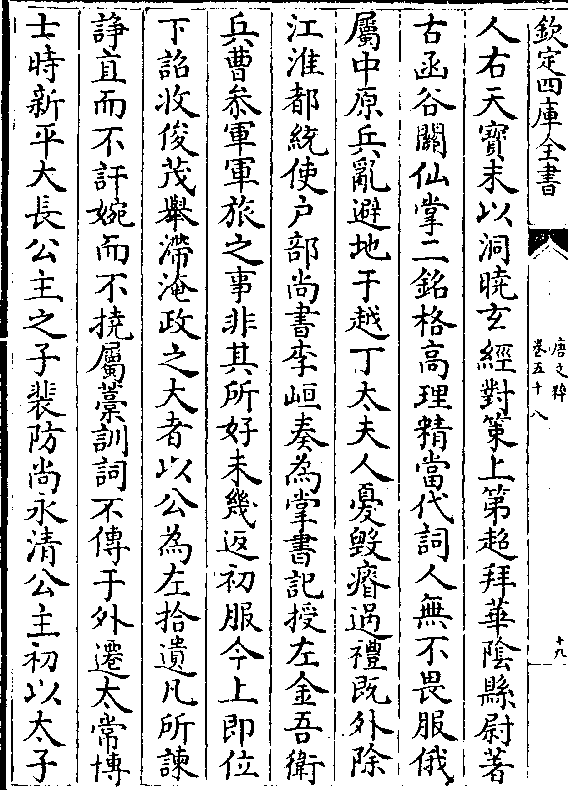 欽定四庫全書
唐文粹
卷五十八
十九
人右天寳末以洞曉玄經對策上第超拜華隂縣尉著
古函谷闗仙掌二銘格高理精當代詞人無不畏服俄
屬中原兵亂避地于越丁太夫人憂毁瘠過禮既外除
江淮都統使户部尚書李峘奏為掌書記授左金吾衛
兵曹叅軍軍旅之事非其所好未幾返初服今上即位
下詔收俊茂舉滯淹政之大者以公為左拾遺凡所諫
諍直而不訐婉而不撓屬藁訓詞不傳于外遷太常博
士時新平大長公主之子裴防尚永清公主初以太子